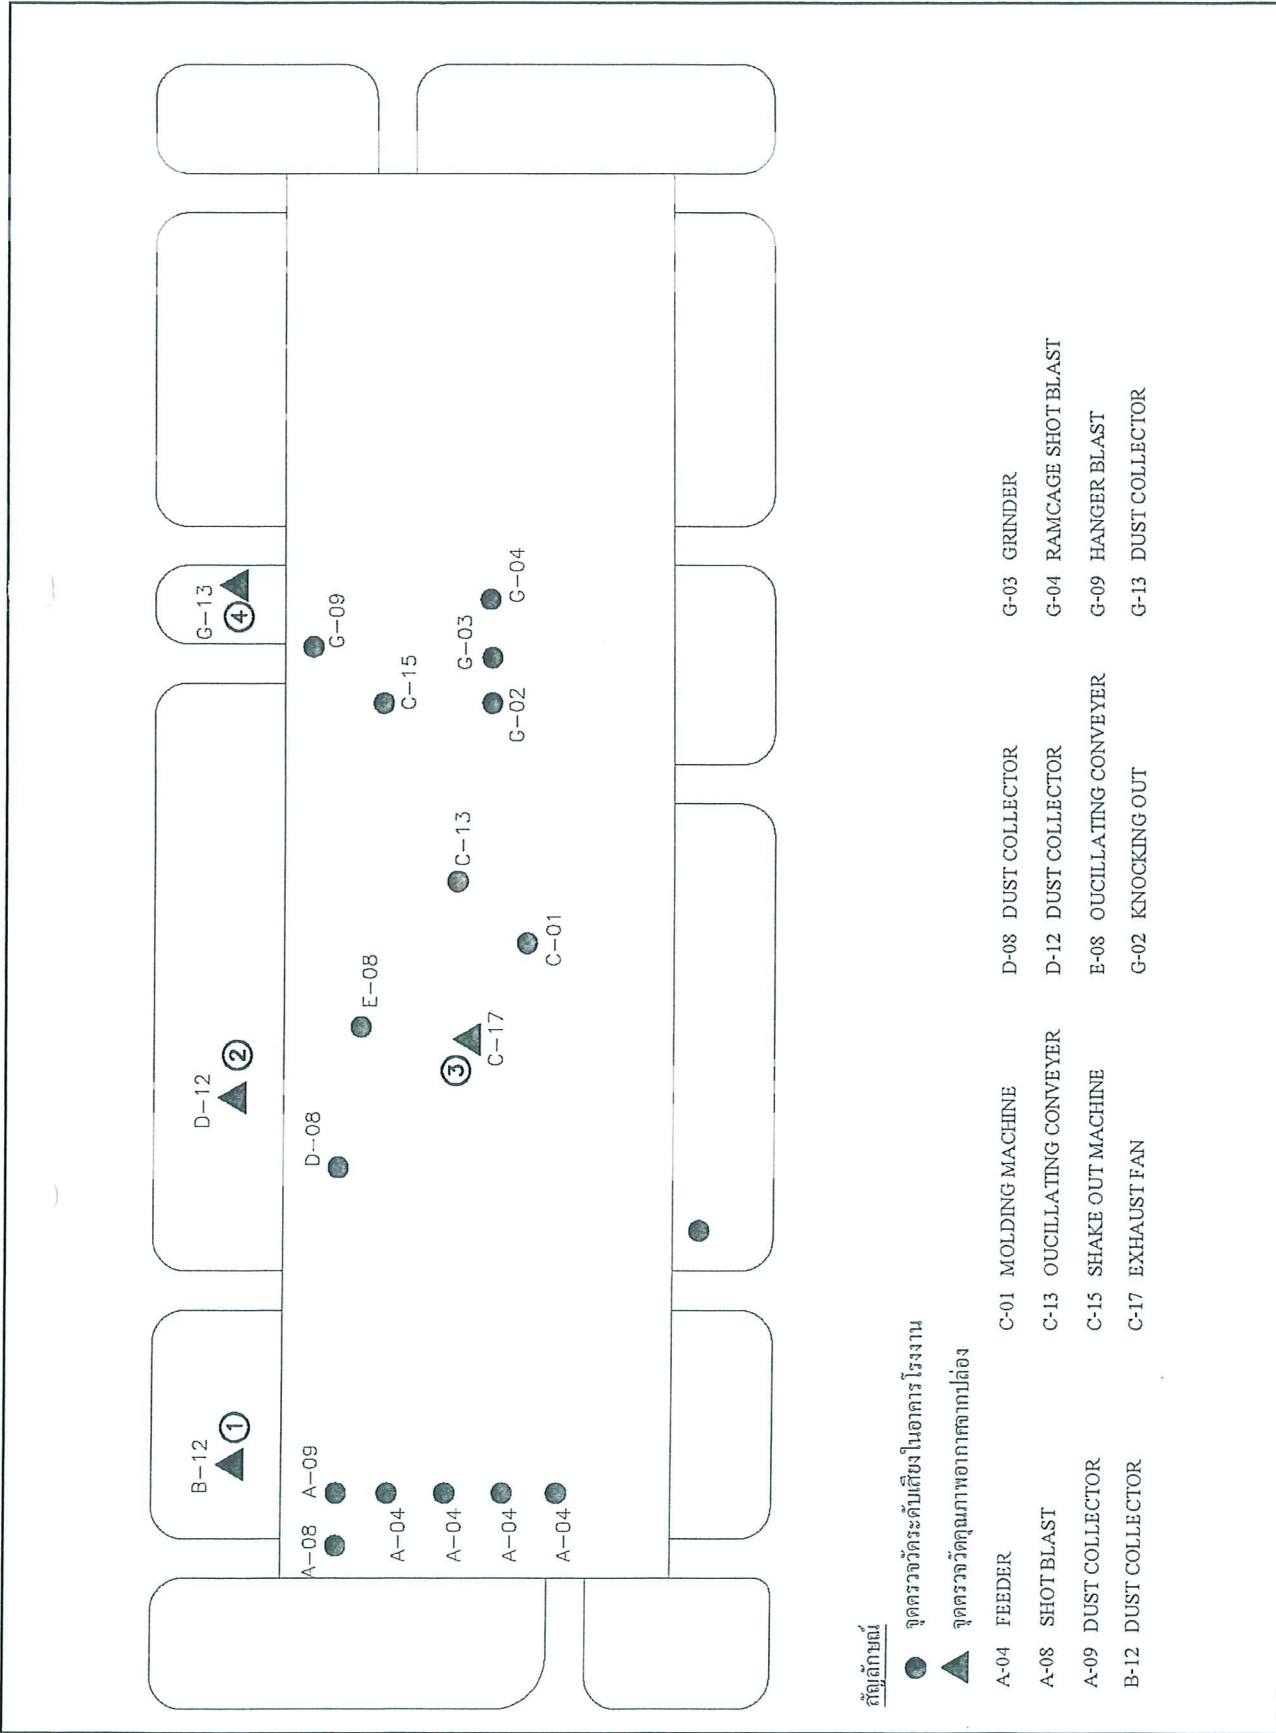 B-12
①
D-12
②
G-13
④
A-08
A-09
D-08
E-08
C-15
G-09
A-04
A-04
A-04
A-04
③
C-17
C-13
C-01
G-02
G-03
G-04
สัญลักษณ์
จุดตรวจวัดระดับเสียงในอาคารโรงงาน
จุดตรวจวัดคุณภาพอากาศจากปล่อง
A-04 FEEDER
A-08 SHOT BLAST
A-09 DUST COLLECTOR
B-12 DUST COLLECTOR
C-01 MOLDING MACHINE
C-13 OUCILLATING CONVEYER
C-15 SHAKE OUT MACHINE
C-17 EXHAUST FAN
D-08 DUST COLLECTOR
D-12 DUST COLLECTOR
E-08 OUCILLATING CONVEYER
G-02 KNOCKING OUT
G-03 GRINDER
G-04 RAMCAGE SHOT BLAST
G-09 HANGER BLAST
G-13 DUST COLLECTOR